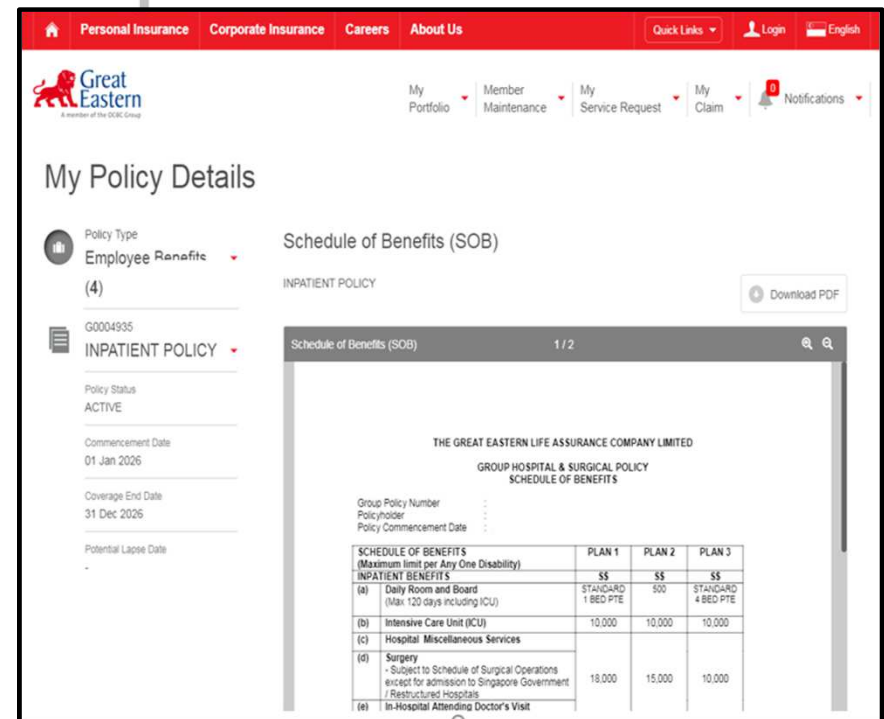 Personal Insurance Corporate Insurance Careers About Us Quick Links Login English
Great
Eastern
A member of the OCBC Group
My
Portfolio
Member
Maintenance
My
Service Request
My
Claim
0
Notifications
My Policy Details
Policy Type
Employee Benefits
(4)
G0004935
INPATIENT POLICY
Policy Status
ACTIVE
Commencement Date
01 Jan 2026
Coverage End Date
31 Dec 2026
Potential Lapse Date
-
Schedule of Benefits (SOB)
INPATIENT POLICY
Download PDF
Schedule of Benefits (SOB) 1 / 2
THE GREAT EASTERN LIFE ASSURANCE COMPANY LIMITED
GROUP HOSPITAL & SURGICAL POLICY
SCHEDULE OF BENEFITS
Group Policy Number :
Policyholder :
Policy Commencement Date :
SCHEDULE OF BENEFITS PLAN 1 PLAN 2 PLAN 3
(Maximum limit per Any One Disability)
INPATIENT BENEFITS S$ S$ S$
(a) Daily Room and Board STANDARD 500 STANDARD
(Max 120 days including ICU) 1 BED PTE 4 BED PTE
(b) Intensive Care Unit (ICU) 10,000 10,000 10,000
(c) Hospital Miscellaneous Services
(d) Surgery
- Subject to Schedule of Surgical Operations
except for admission to Singapore Government 18,000 15,000 10,000
/ Restructured Hospitals
(e) In-Hospital Attending Doctor's Visit